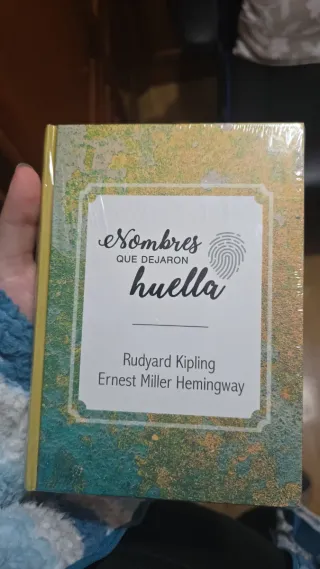 Nombres
QUE DEJARON
huella
Rudyard Kipling
Ernest Miller Hemingway